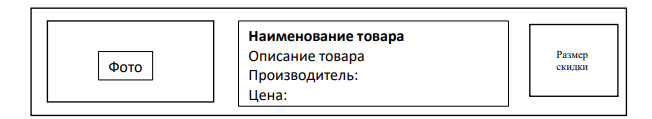 Фото
Наименование товара
Описание товара
Производитель:
Цена:
Размер
скидки